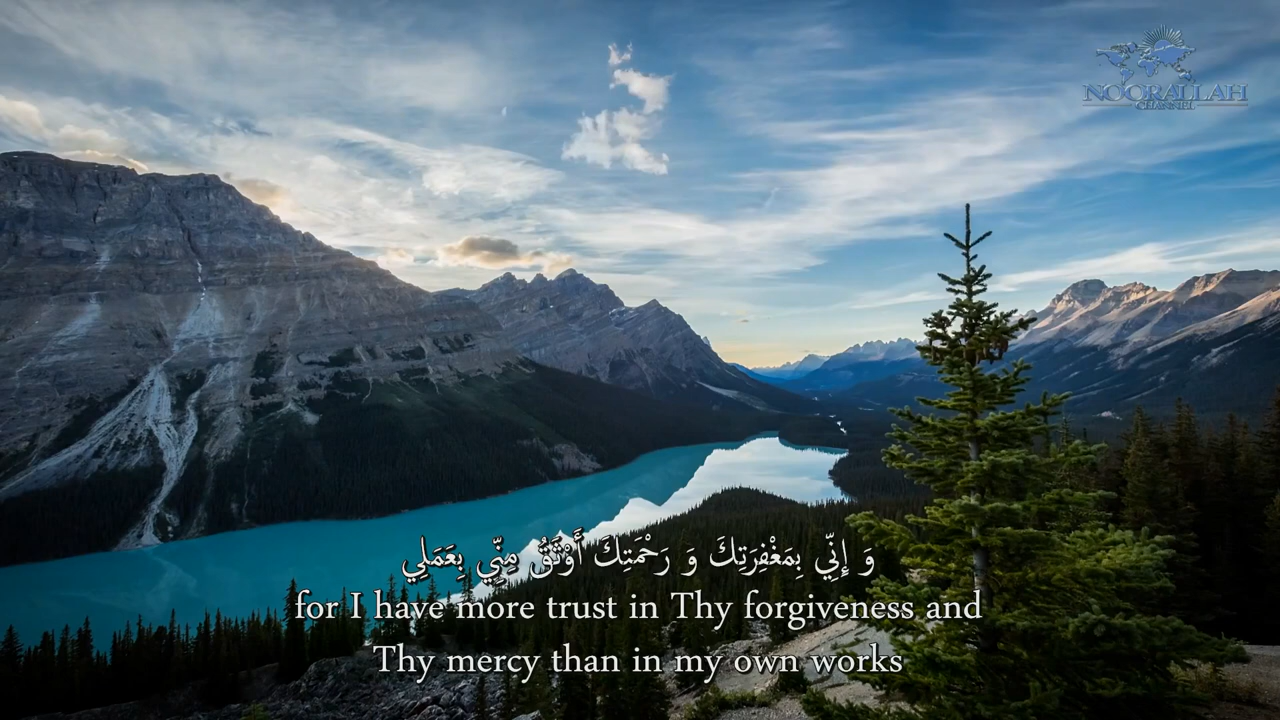 NOORALLAH
CHANNEL
وَ إِنِّي بِمَغْفِرَتِكَ وَ رَحْمَتِكَ أَوْثَقُ مِنِّي بِعَمَلِي
for I have more trust in Thy forgiveness and
Thy mercy than in my own works